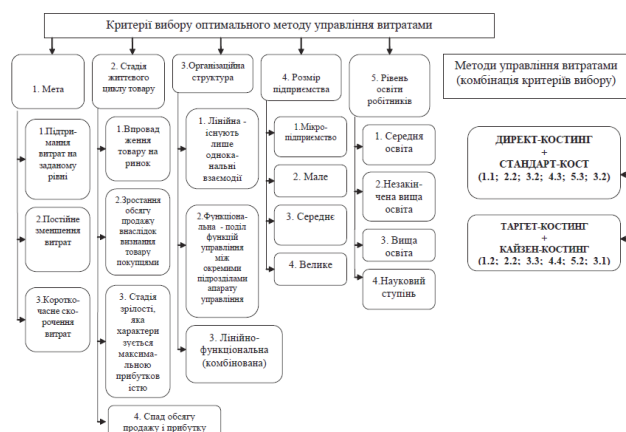 Критерії вибору оптимального методу управління витратами
1. Мета
1.Підтри-
мання
витрат на
заданому
рівні
2.Постійне
зменшення
витрат
3.Коротко-
часне ско-
рочення
витрат
2. Стадія
життєвого
циклу товару
1.Впровад
ження
товару на
ринок
2.Зростання
обсягу
продажу
внаслідок
визнання
товару
покупцями
3. Стадія
зрілості,
яка
характери
зується
максима-
льною
прибутков
істю
4. Спад обсягу
продажу і прибутку
3.Організаційна
структура
1. Лінійна -
існують
лише
однока-
нальні
взаємодії
2.Функціона-
льна - поділ
функцій
управління
між
окремими
підрозділами
апарату
управління
3. Лінійно-
функціональна
(комбінована)
4. Розмір
підприємства
1.Мікро-
підприємство
2. Мале
3. Середнє
4. Велике
5. Рівень
освіти
робітників
1. Середня
освіта
2.Незакін-
чена вища
освіта
3. Вища
освіта
4.Науковий
ступінь
Методи управління витратами
(комбінація критеріїв вибору)
ДИРЕКТ-КОСТИНГ
+
СТАНДАРТ-КОСТ
(1.1; 2.2; 3.2; 4.3; 5.3; 3.2)
ТАРГЕТ-КОСТИНГ
+
КАЙЗЕН-КОСТИНГ
(1.2; 2.2; 3.3; 4.4; 5.2; 3.1)